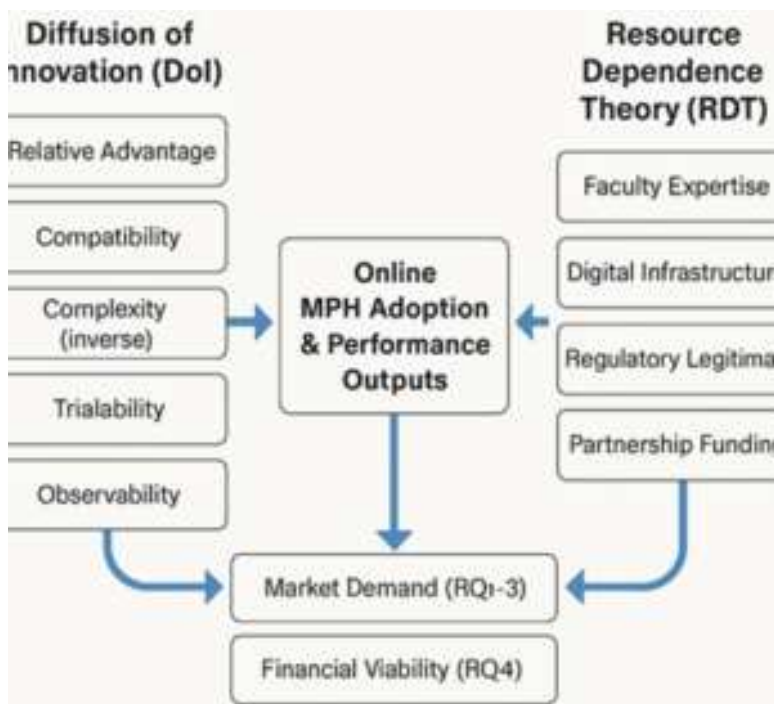 Diffusion of
nnovation (DoI)
Relative Advantage
Compatibility
Complexity
(inverse)
Trialability
Observability
Online
MPH Adoption
& Performance
Outputs
Resource
Dependence
Theory (RDT)
Faculty Expertise
Digital Infrastructur
Regulatory Legitima
Partnership Funding
Market Demand (RQ1-3)
Financial Viability (RQ4)